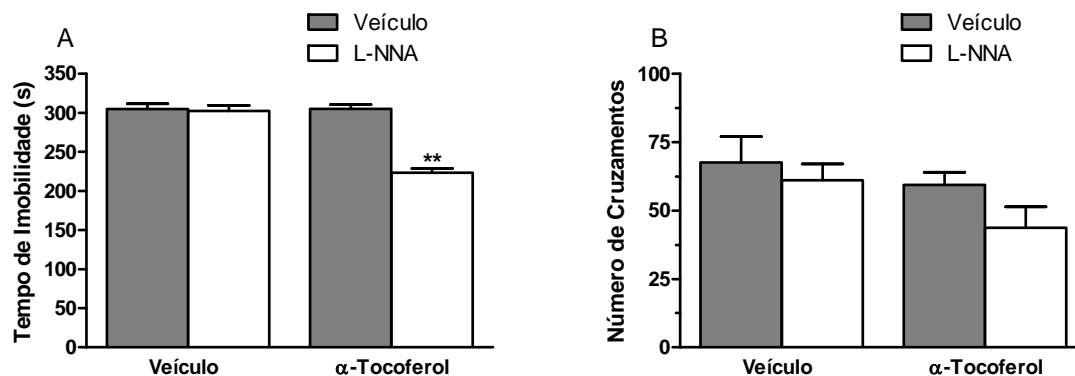 A
Veículo
L-NNA
Tempo de Imobilidade (s)
350
300
250
200
150
100
50
0
**
Veículo
α-Tocoferol
B
Veículo
L-NNA
Número de Cruzamentos
100
75
50
25
0
Veículo
α-Tocoferol